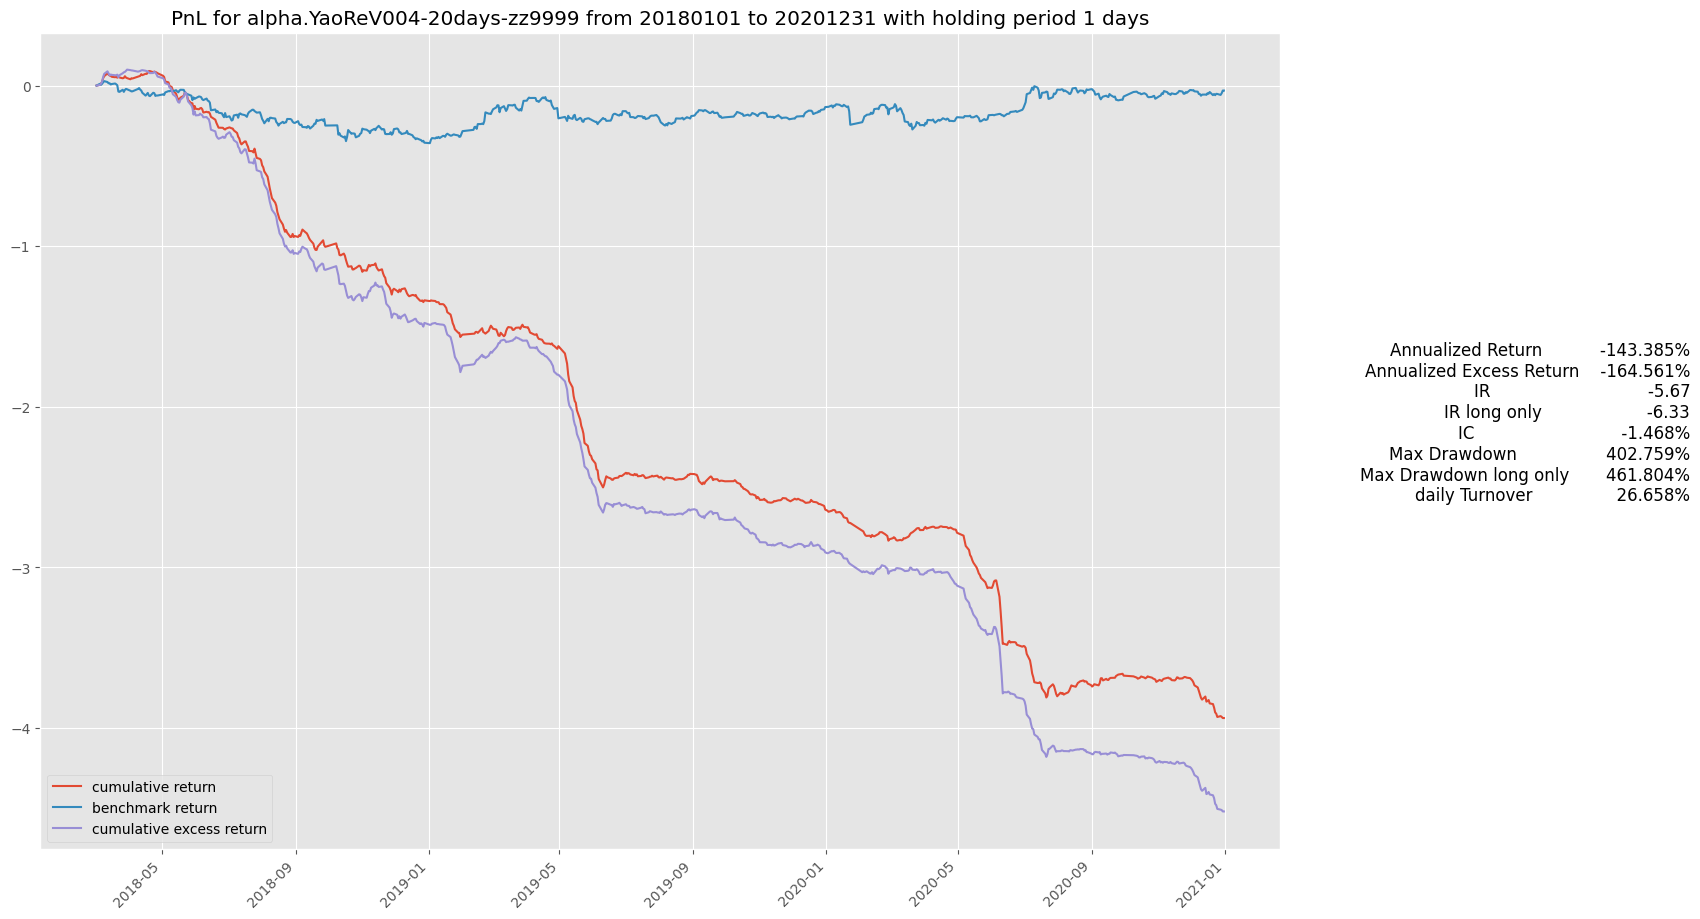 PnL for alpha.YaoReV004-20days-zz9999 from 20180101 to 20201231 with holding period 1 days
0
−1
−2
−3
−4
Annualized Return -143.385%
Annualized Excess Return -164.561%
IR -5.67
IR long only -6.33
IC -1.468%
Max Drawdown 402.759%
Max Drawdown long only 461.804%
daily Turnover 26.658%
cumulative return
benchmark return
cumulative excess return
2018-05
2018-09
2019-01
2019-05
2019-09
2020-01
2020-05
2020-09
2021-01